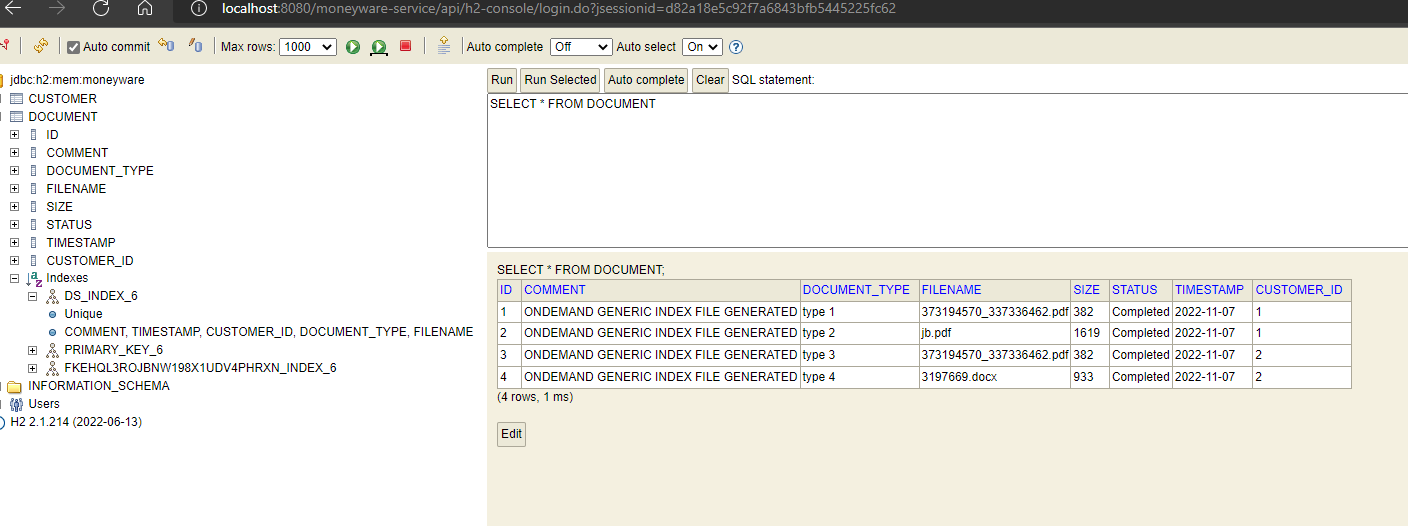 localhost:8080/moneyware-service/api/h2-console/login.do?jsessionid=d82a18e5c92f7a6843bfb5445225fc62
Auto commit Max rows: 1000 Auto complete Off Auto select On
jdbc:h2:mem:moneyware
CUSTOMER
DOCUMENT
ID
COMMENT
DOCUMENT_TYPE
FILENAME
SIZE
STATUS
TIMESTAMP
CUSTOMER_ID
Indexes
DS_INDEX_6
Unique
COMMENT, TIMESTAMP, CUSTOMER_ID, DOCUMENT_TYPE, FILENAME
PRIMARY_KEY_6
FKEHQL3ROJBNW198X1UDV4PHRXN_INDEX_6
INFORMATION_SCHEMA
Users
H2 2.1.214 (2022-06-13)
Run Run Selected Auto complete Clear SQL statement:
SELECT * FROM DOCUMENT
SELECT * FROM DOCUMENT;
ID COMMENT DOCUMENT_TYPE FILENAME SIZE STATUS TIMESTAMP CUSTOMER_ID
1 ONDEMAND GENERIC INDEX FILE GENERATED type 1 373194570_337336462.pdf 382 Completed 2022-11-07 1
2 ONDEMAND GENERIC INDEX FILE GENERATED type 2 jb.pdf 1619 Completed 2022-11-07 1
3 ONDEMAND GENERIC INDEX FILE GENERATED type 3 373194570_337336462.pdf 382 Completed 2022-11-07 2
4 ONDEMAND GENERIC INDEX FILE GENERATED type 4 3197669.docx 933 Completed 2022-11-07 2
(4 rows, 1 ms)
Edit